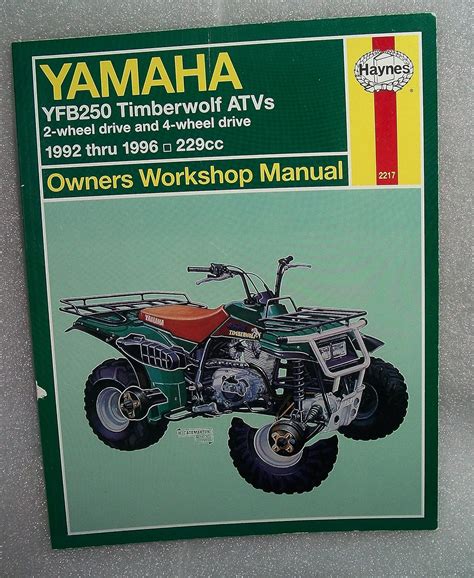 YAMAHA
Haynes
®
YFB250 Timberwolf ATVs
2-wheel drive and 4-wheel drive
1992 thru 1996 □ 229cc
Owners Workshop Manual
2217
YAMAHA
TIMBERWOLF